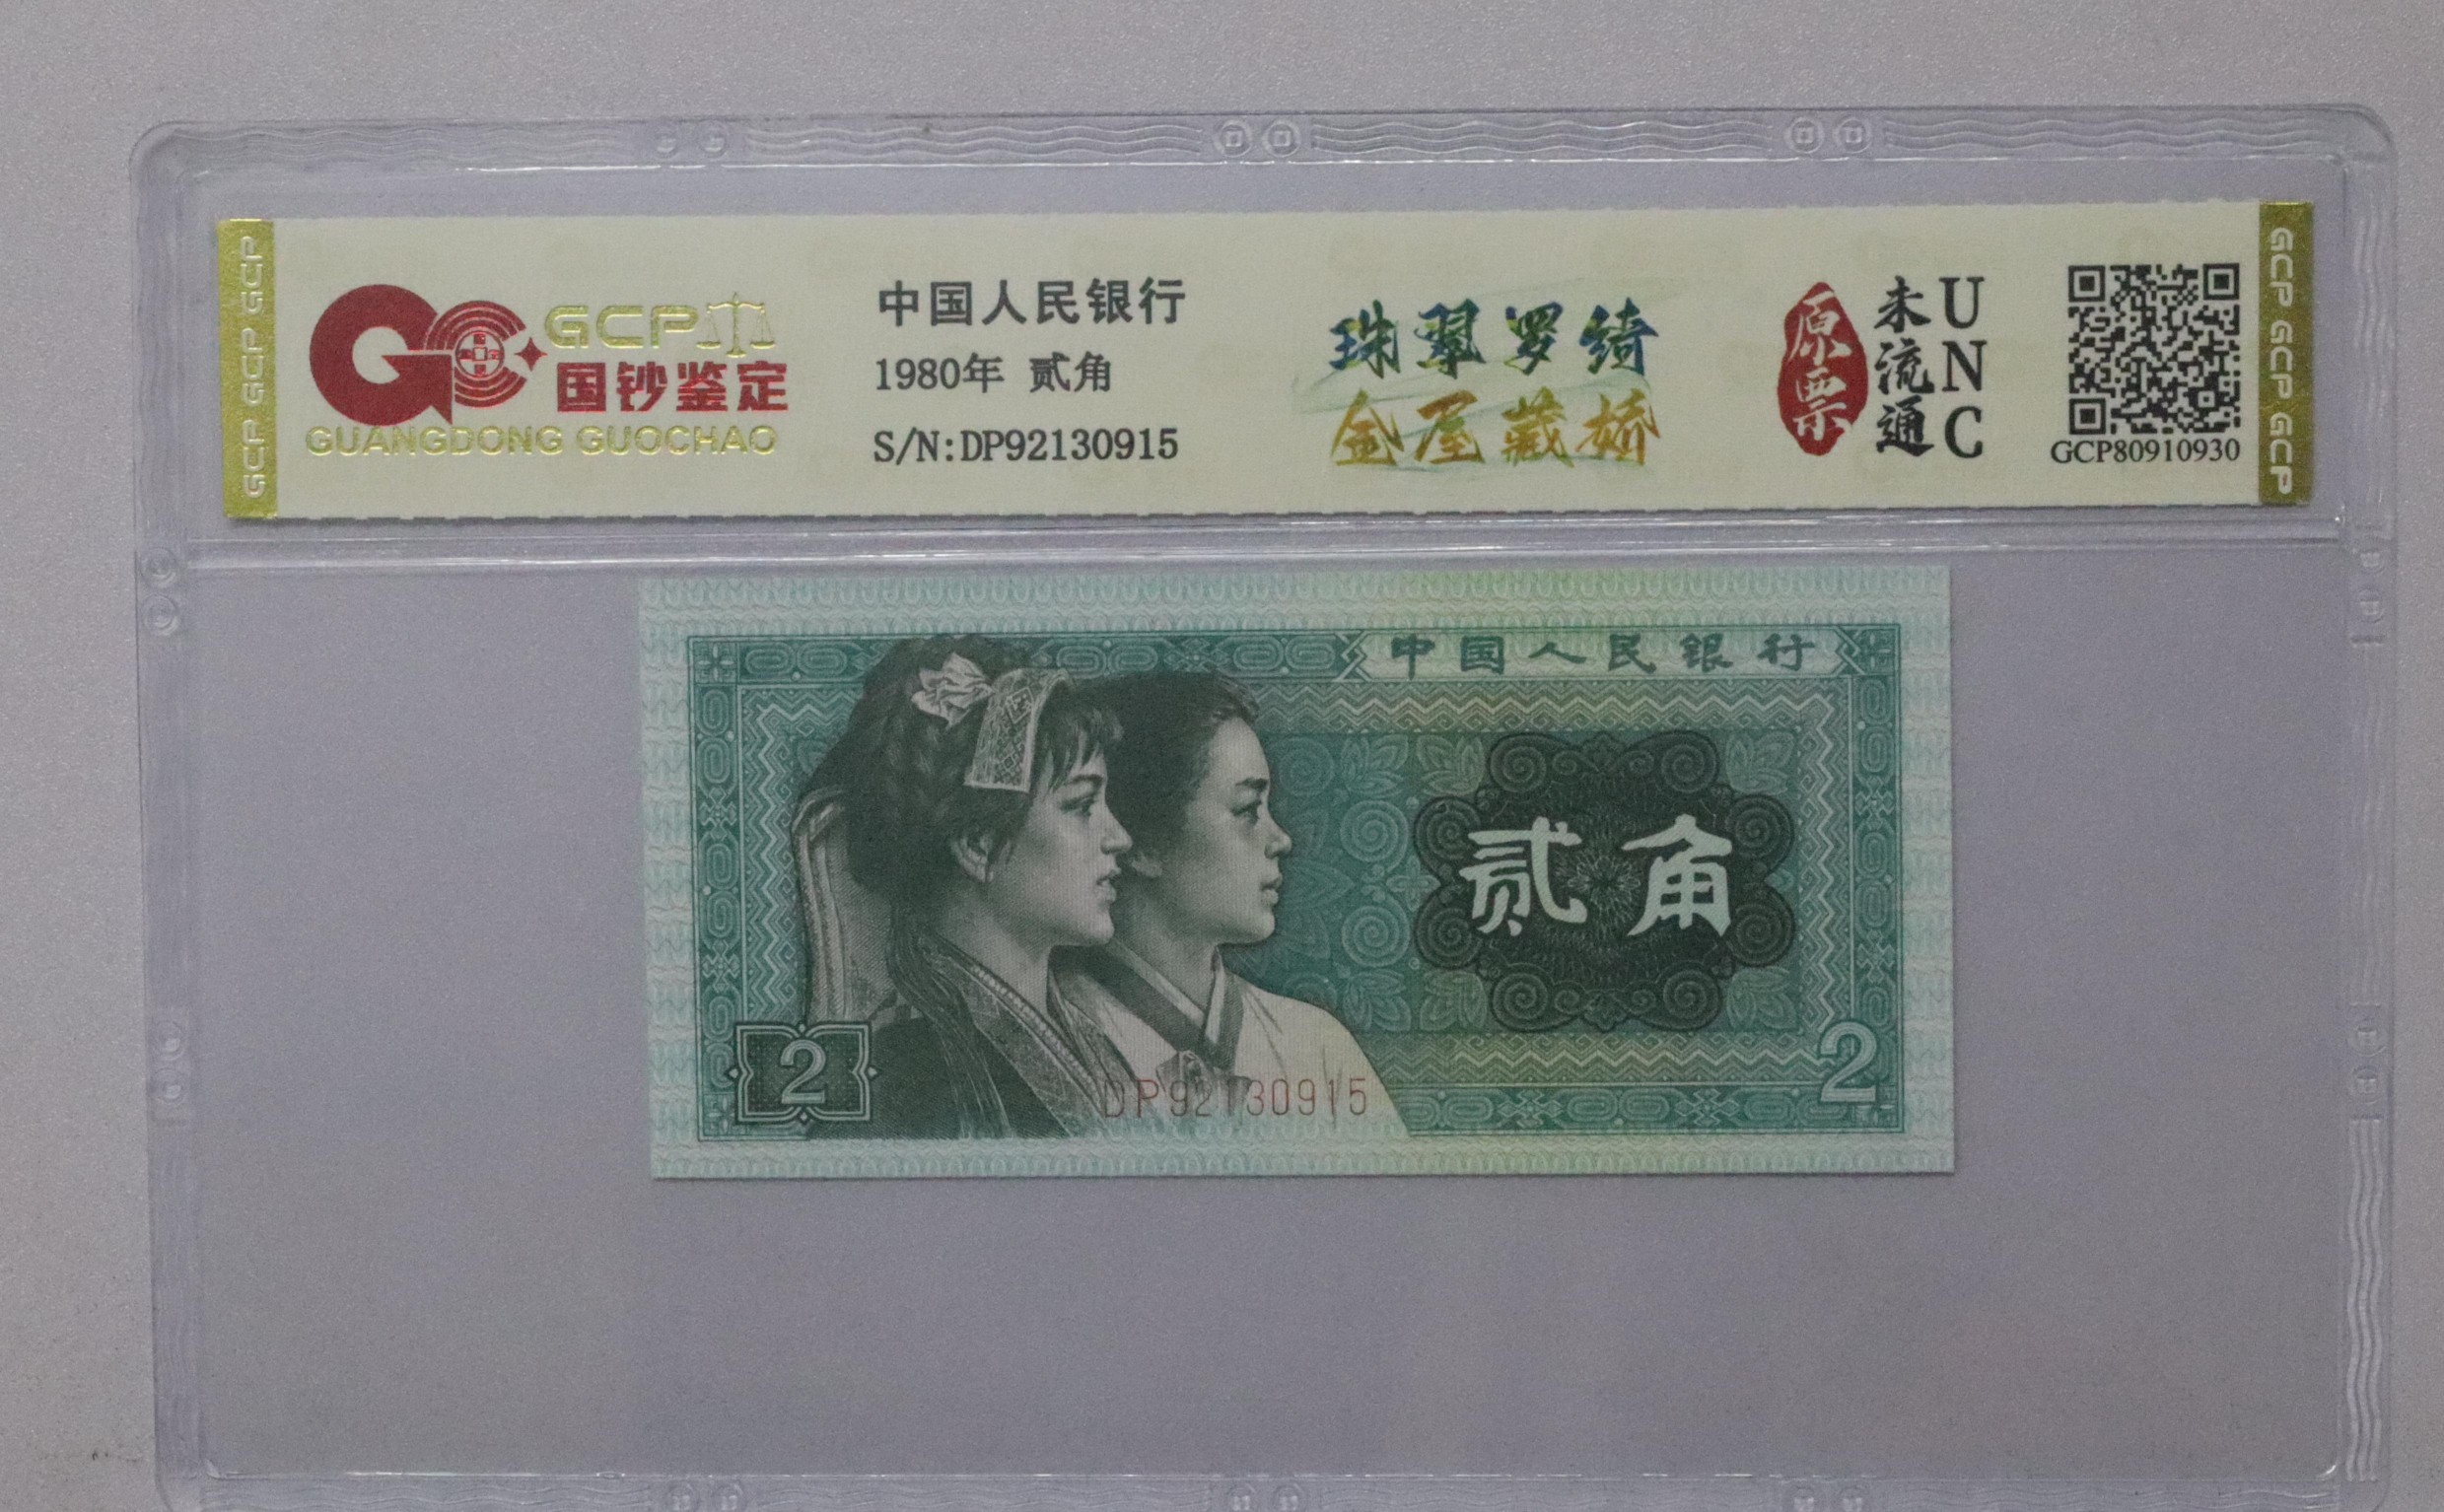 GCP GCP GCP
GCP
国钞鉴定
GUANGDONG GUOCHAO
中国人民银行
1980年 贰角
S/N:DP92130915
珠翠罗绮
金屋藏娇
原票
未流通
UNC
GCP80910930
GCP GCP GCP
中国人民银行
贰角
2
DP92130915
2